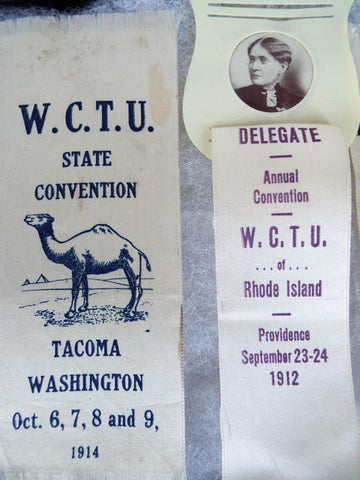 W. C. T. U.
STATE
CONVENTION
TACOMA
WASHINGTON
Oct. 6, 7, 8 and 9,
1914
DELEGATE
Annual
Convention
W. C. T. U.
... of ...
Rhode Island
Providence
September 23-24
1912